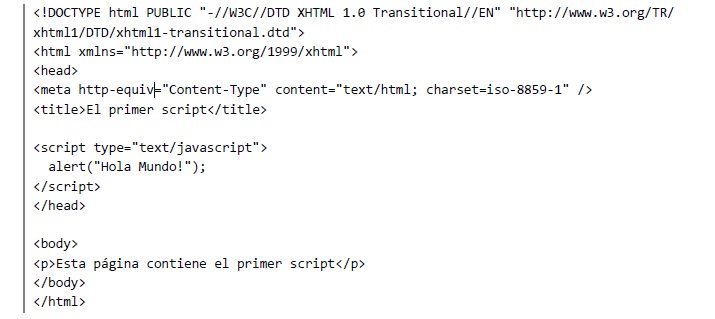 <!DOCTYPE html PUBLIC "-//W3C//DTD XHTML 1.0 Transitional//EN" "http://www.w3.org/TR/
xhtml1/DTD/xhtml1-transitional.dtd">
<html xmlns="http://www.w3.org/1999/xhtml">
<head>
<meta http-equiv="Content-Type" content="text/html; charset=iso-8859-1" />
<title>El primer script</title>

<script type="text/javascript">
  alert("Hola Mundo!");
</script>
</head>

<body>
<p>Esta página contiene el primer script</p>
</body>
</html>